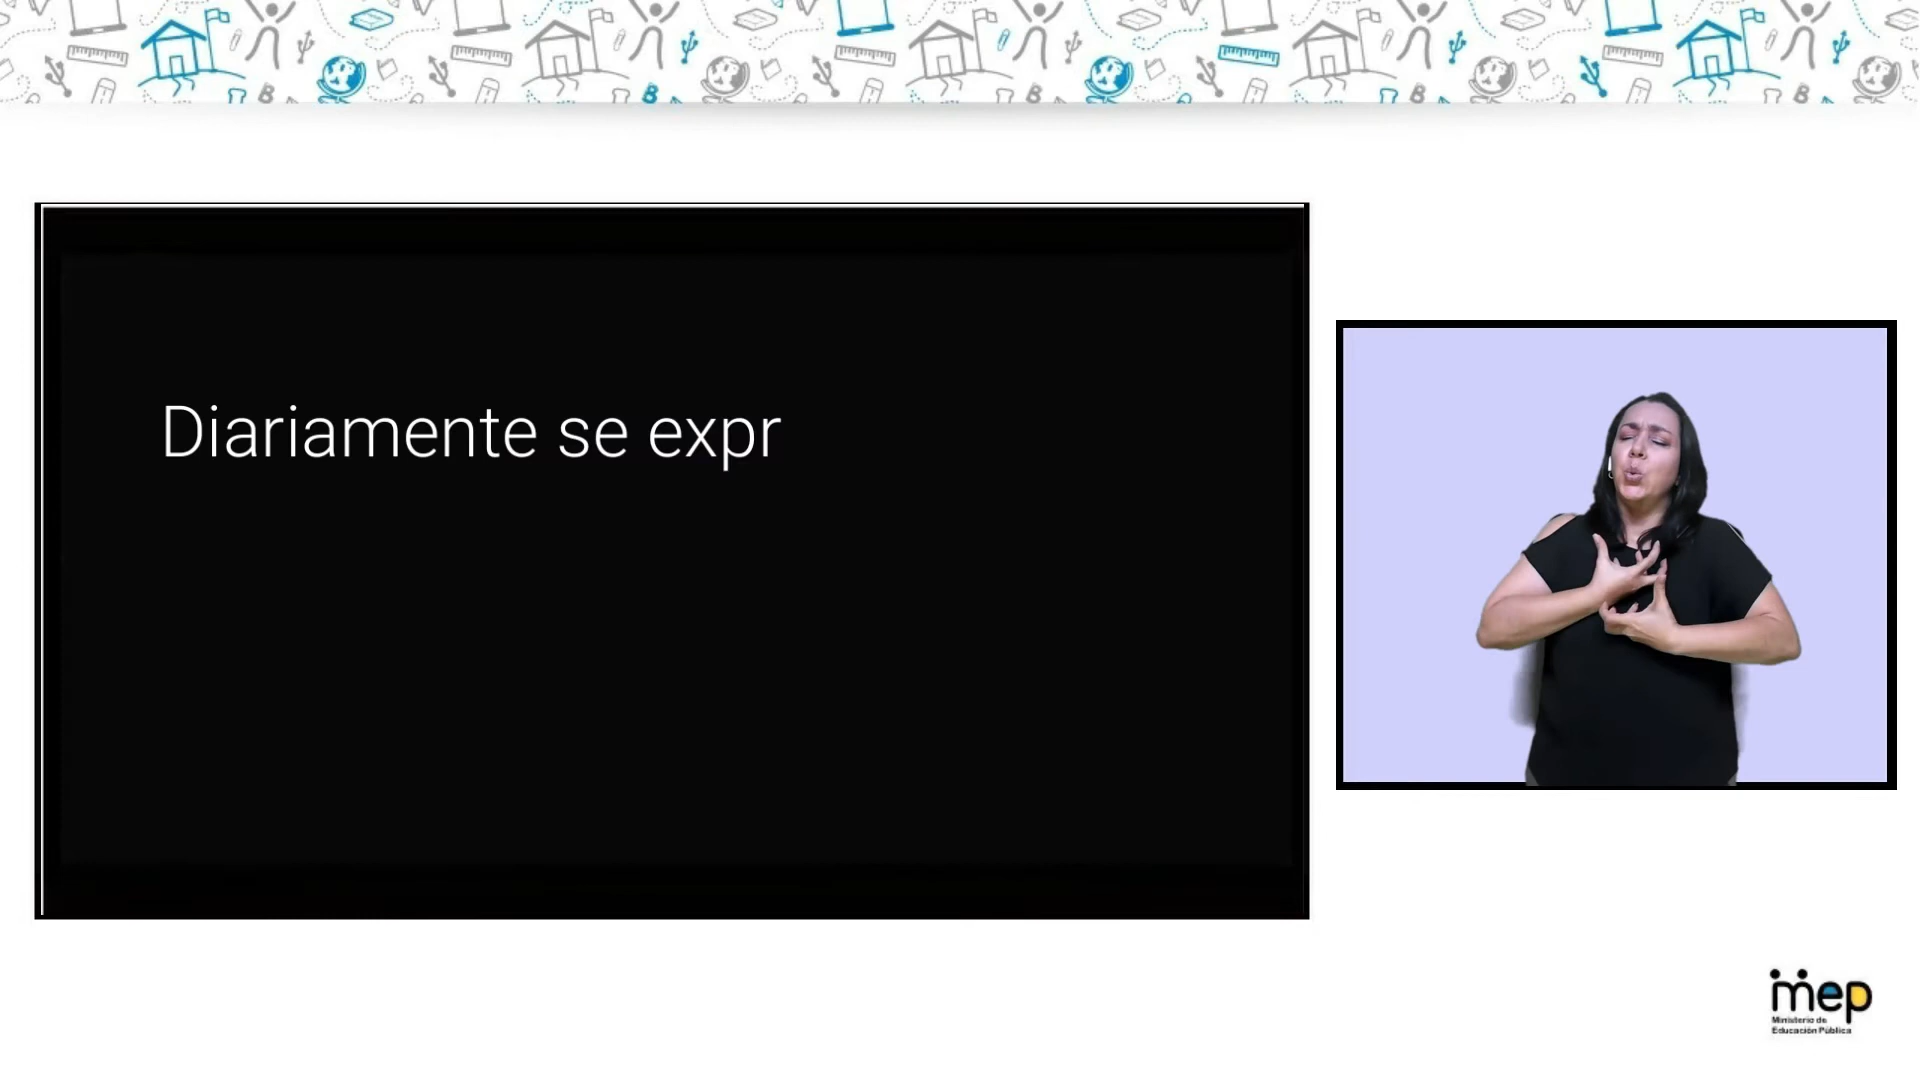 Diariamente se expr
mep
Ministerio de
Educación Pública